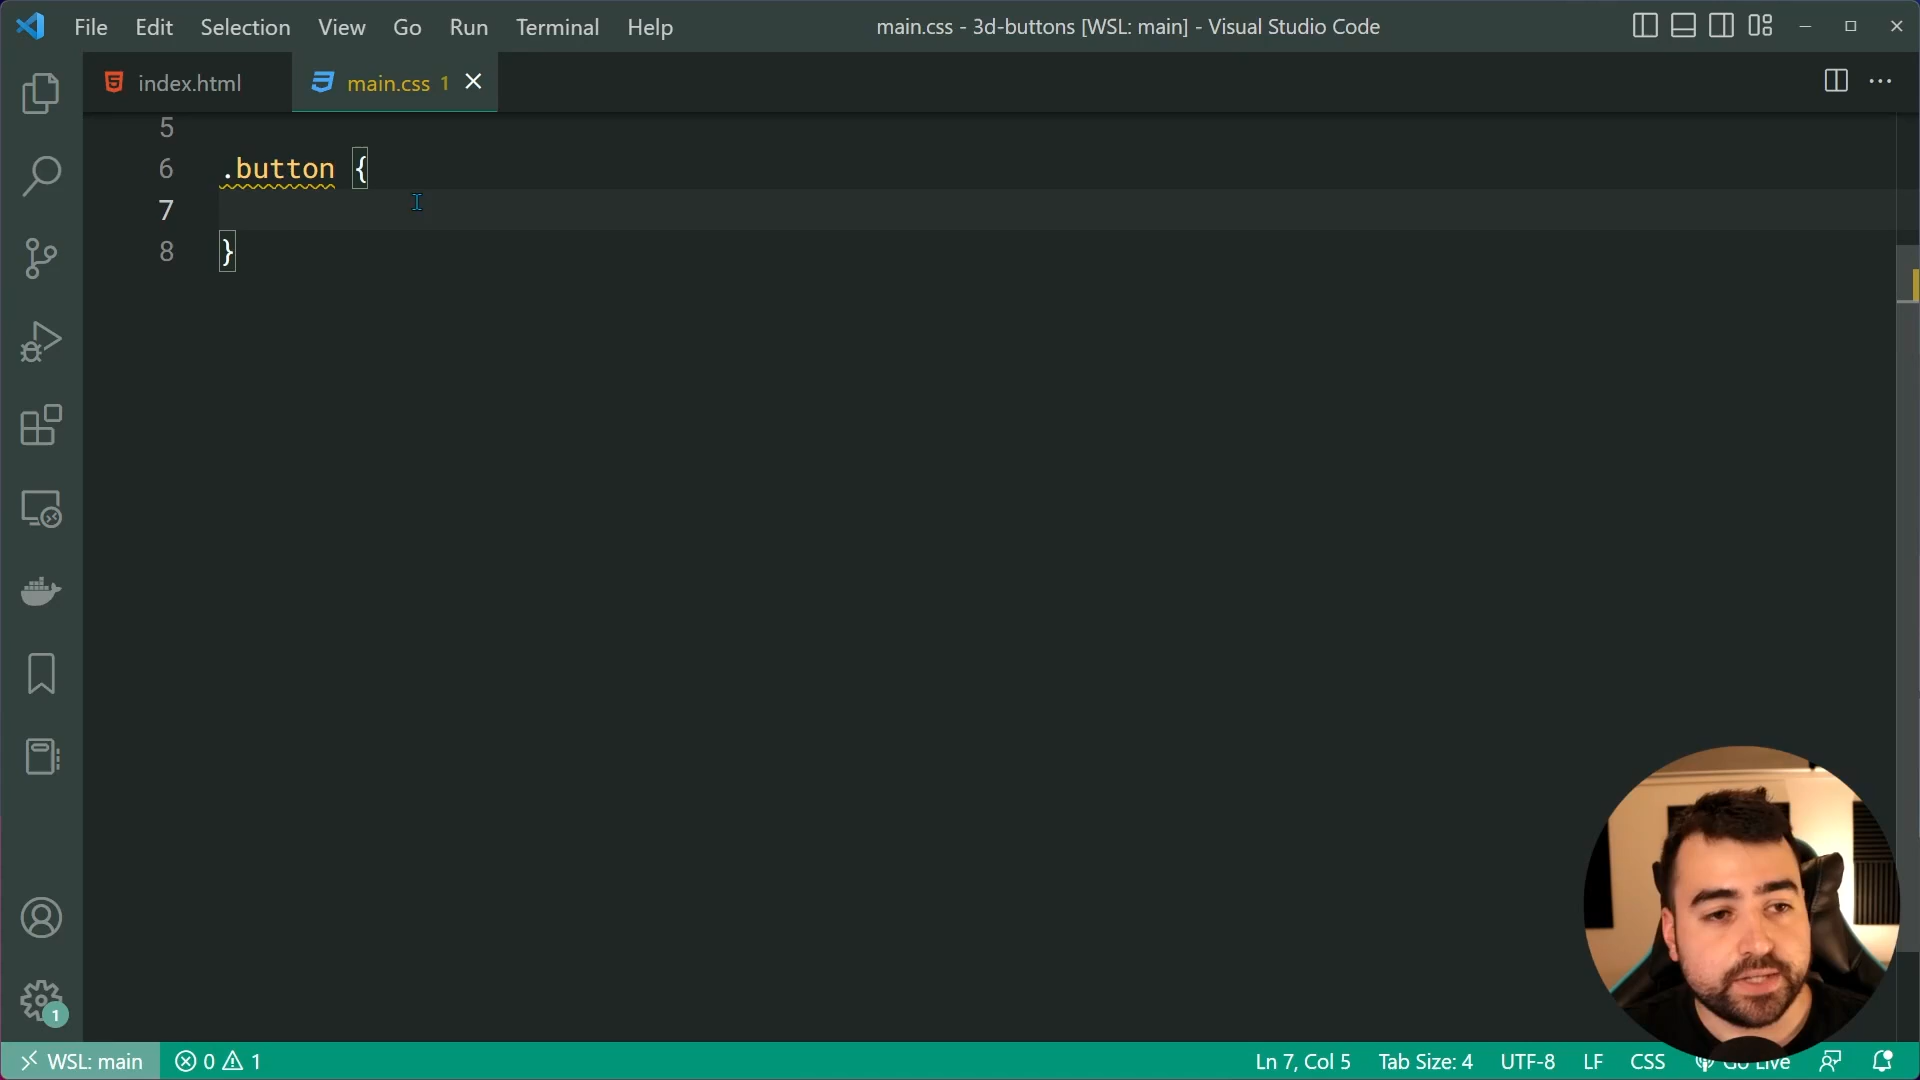 File Edit Selection View Go Run Terminal Help
main.css - 3d-buttons [WSL: main] - Visual Studio Code
index.html
main.css 1
5
6 .button {
7
8 }
1
WSL: main 0 1 Ln 7, Col 5 Tab Size: 4 UTF-8 LF CSS Go Live